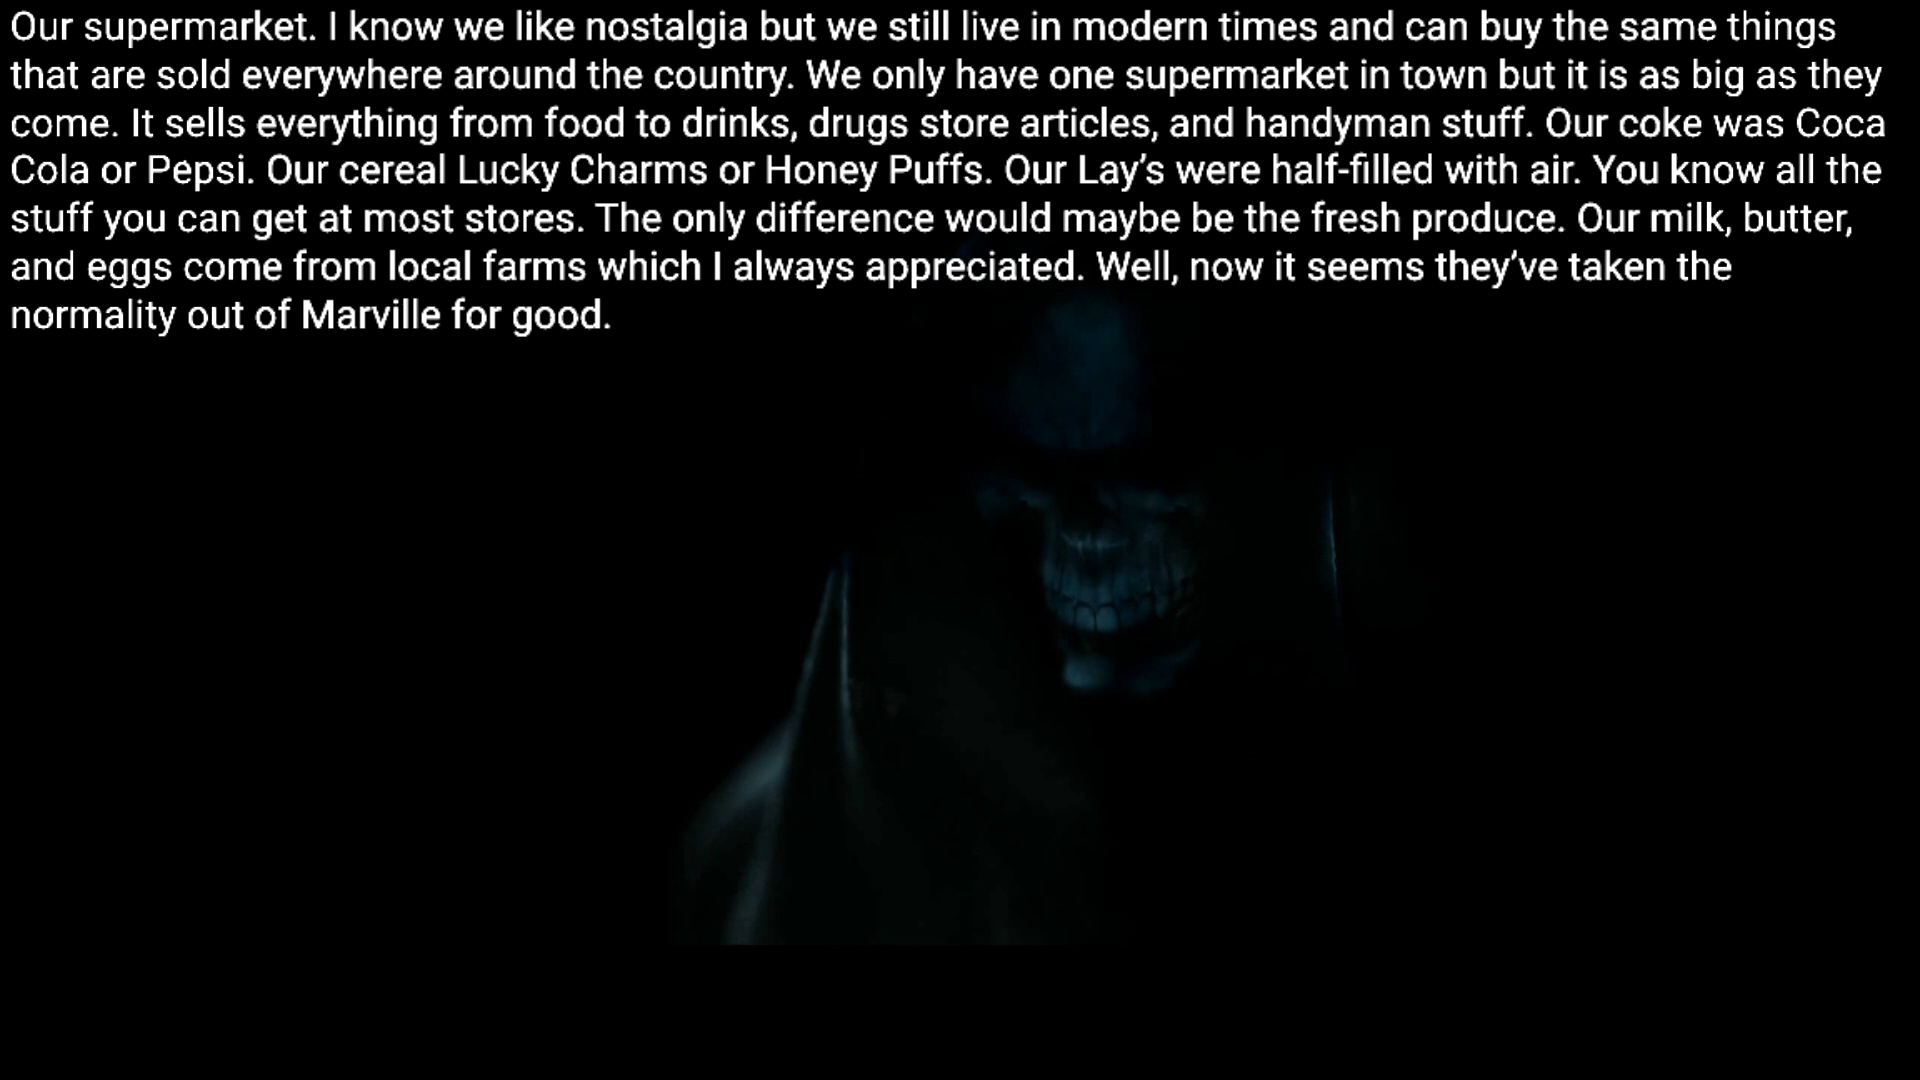 Our supermarket. I know we like nostalgia but we still live in modern times and can buy the same things
that are sold everywhere around the country. We only have one supermarket in town but it is as big as they
come. It sells everything from food to drinks, drugs store articles, and handyman stuff. Our coke was Coca
Cola or Pepsi. Our cereal Lucky Charms or Honey Puffs. Our Lay’s were half-filled with air. You know all the
stuff you can get at most stores. The only difference would maybe be the fresh produce. Our milk, butter,
and eggs come from local farms which I always appreciated. Well, now it seems they’ve taken the
normality out of Marville for good.